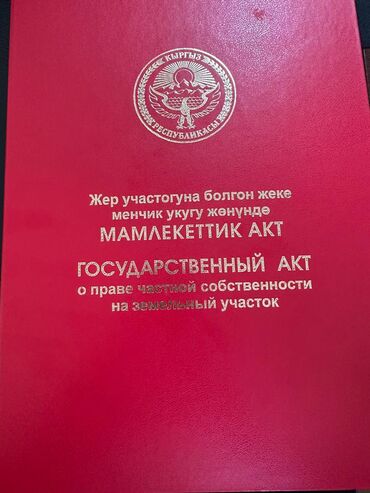 КЫРГЫЗ
РЕСПУБЛИКАСЫ
Жер участогуна болгон жеке
менчик укугу жөнүндө
МАМЛЕКЕТТИК АКТ
ГОСУДАРСТВЕННЫЙ АКТ
о праве частной собственности
на земельный участок